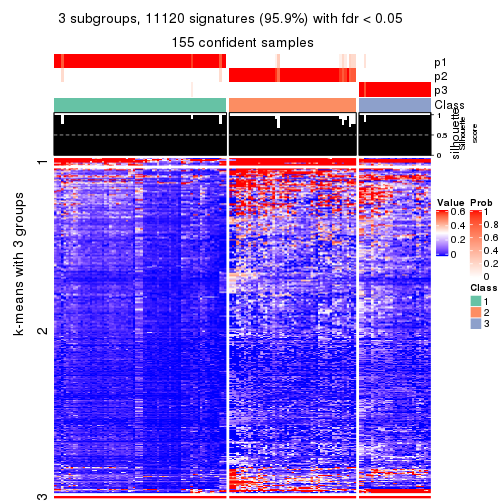 3 subgroups, 11120 signatures (95.9%) with fdr < 0.05
155 confident samples
p1
p2
p3
Class
silhouette
Silhouette
score
1
0.5
0
k-means with 3 groups
1
2
3
Value
0.6
0.4
0.2
0
Prob
1
0.8
0.6
0.4
0.2
0
Class
1
2
3